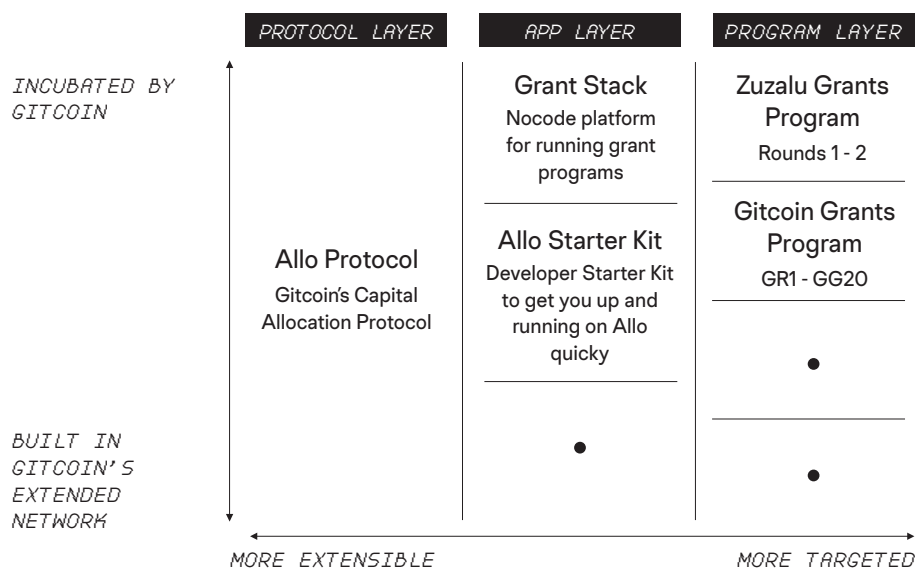 PROTOCOL LAYER
APP LAYER
PROGRAM LAYER
INCUBATED BY
GITCOIN
Allo Protocol
Gitcoin's Capital
Allocation Protocol
Grant Stack
Nocode platform
for running grant
programs
Allo Starter Kit
Developer Starter Kit
to get you up and
running on Allo
quicky
Zuzalu Grants
Program
Rounds 1 - 2
Gitcoin Grants
Program
GR1 - GG20
BUILT IN
GITCOIN'S
EXTENDED
NETWORK
MORE EXTENSIBLE
MORE TARGETED